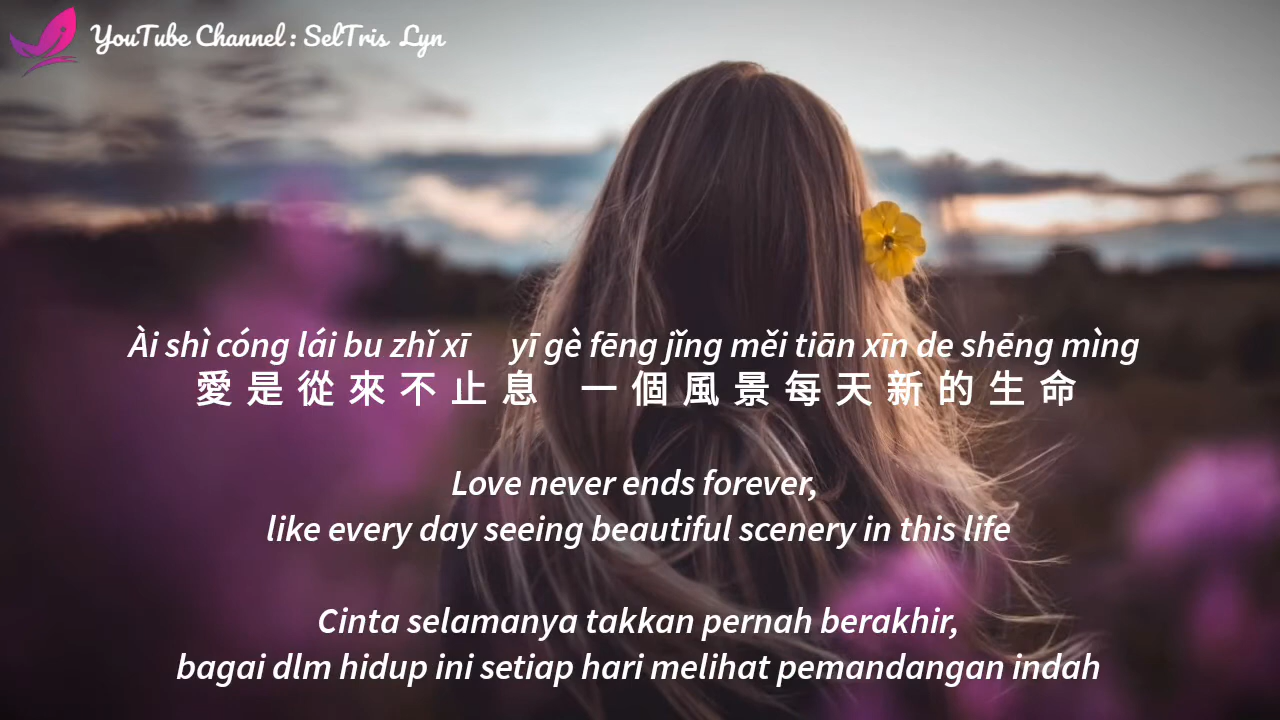 YouTube Channel : SelTris Lyn
Ài shì cóng lái bu zhǐ xī yī gè fēng jǐng měi tiān xīn de shēng mìng
愛是從來不止息 一個風景每天新的生命
Love never ends forever,
like every day seeing beautiful scenery in this life
Cinta selamanya takkan pernah berakhir,
bagai dlm hidup ini setiap hari melihat pemandangan indah